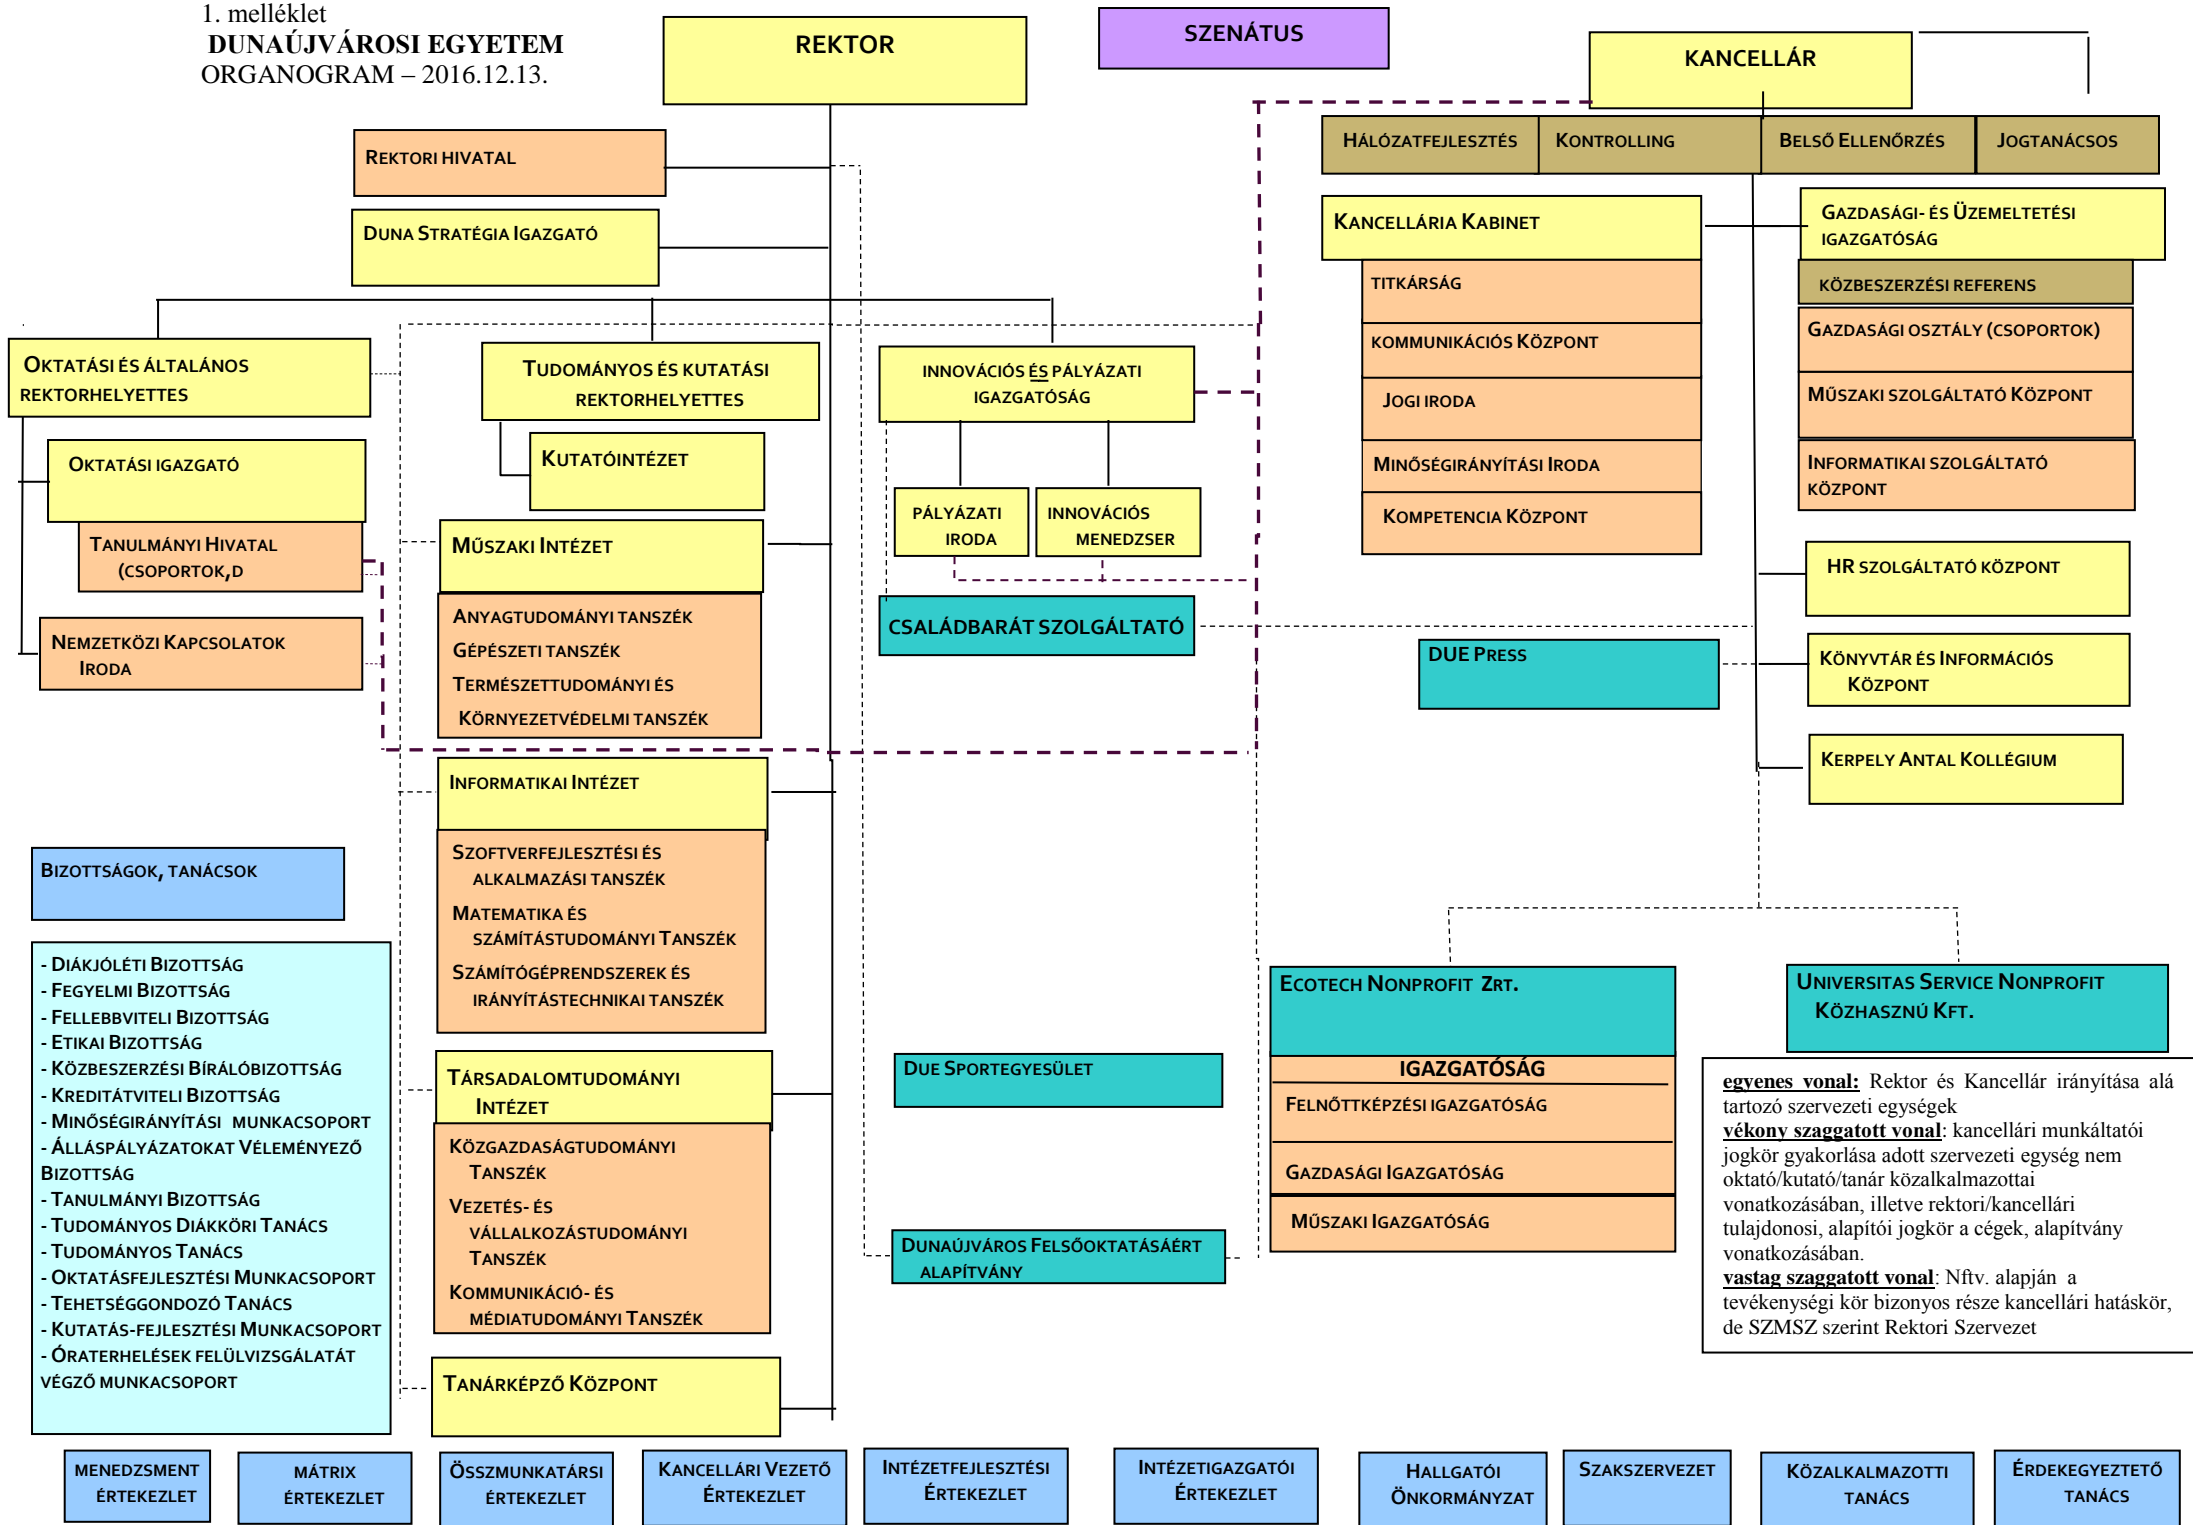 1. melléklet
DUNAÚJVÁROSI EGYETEM
ORGANOGRAM – 2016.12.13.
REKTOR
SZENÁTUS
KANCELLÁR
REKTORI HIVATAL
DUNA STRATÉGIA IGAZGATÓ
HÁLÓZATFEJLESZTÉS
KONTROLLING
BELSŐ ELLENŐRZÉS
JOGTANÁCSOS
KANCELLÁRIA KABINET
TITKÁRSÁG
KOMMUNIKÁCIÓS KÖZPONT
JOGI IRODA
MINŐSÉGIRÁNYÍTÁSI IRODA
KOMPETENCIA KÖZPONT
GAZDASÁGI- ÉS ÜZEMELTETÉSI
IGAZGATÓSÁG
KÖZBESZERZÉSI REFERENS
GAZDASÁGI OSZTÁLY (CSOPORTOK)
MŰSZAKI SZOLGÁLTATÓ KÖZPONT
INFORMATIKAI SZOLGÁLTATÓ
KÖZPONT
HR SZOLGÁLTATÓ KÖZPONT
KÖNYVTÁR ÉS INFORMÁCIÓS
KÖZPONT
KERPELY ANTAL KOLLÉGIUM
OKTATÁSI ÉS ÁLTALÁNOS
REKTORHELYETTES
OKTATÁSI IGAZGATÓ
TANULMÁNYI HIVATAL
(CSOPORTOK,D
NEMZETKÖZI KAPCSOLATOK
IRODA
TUDOMÁNYOS ÉS KUTATÁSI
REKTORHELYETTES
KUTATÓINTÉZET
INNOVÁCIÓS ÉS PÁLYÁZATI
IGAZGATÓSÁG
PÁLYÁZATI
IRODA
INNOVÁCIÓS
MENEDZSER
CSALÁDBARÁT SZOLGÁLTATÓ
DUE PRESS
MŰSZAKI INTÉZET
ANYAGTUDOMÁNYI TANSZÉK
GÉPÉSZETI TANSZÉK
TERMÉSZETTUDOMÁNYI ÉS
KÖRNYEZETVÉDELMI TANSZÉK
INFORMATIKAI INTÉZET
SZOFTVERFEJLESZTÉSI ÉS
ALKALMAZÁSI TANSZÉK
MATEMATIKA ÉS
SZÁMÍTÁSTUDOMÁNYI TANSZÉK
SZÁMÍTÓGÉPRENDSZEREK ÉS
IRÁNYÍTÁSTECHNIKAI TANSZÉK
TÁRSADALOMTUDOMÁNYI
INTÉZET
KÖZGAZDASÁGTUDOMÁNYI
TANSZÉK
VEZETÉS- ÉS
VÁLLALKOZÁSTUDOMÁNYI
TANSZÉK
KOMMUNIKÁCIÓ- ÉS
MÉDIATUDOMÁNYI TANSZÉK
TANÁRKÉPZŐ KÖZPONT
BIZOTTSÁGOK, TANÁCSOK
- DIÁKJÓLÉTI BIZOTTSÁG
- FEGYELMI BIZOTTSÁG
- FELLEBBVITELI BIZOTTSÁG
- ETIKAI BIZOTTSÁG
- KÖZBESZERZÉSI BÍRÁLÓBIZOTTSÁG
- KREDITÁTVITELI BIZOTTSÁG
- MINŐSÉGIRÁNYÍTÁSI MUNKACSOPORT
- ÁLLÁSPÁLYÁZATOKAT VÉLEMÉNYEZŐ
BIZOTTSÁG
- TANULMÁNYI BIZOTTSÁG
- TUDOMÁNYOS DIÁKKÖRI TANÁCS
- TUDOMÁNYOS TANÁCS
- OKTATÁSFEJLESZTÉSI MUNKACSOPORT
- TEHETSÉGGONDOZÓ TANÁCS
- KUTATÁS-FEJLESZTÉSI MUNKACSOPORT
- ÓRATERHELÉSEK FELÜLVIZSGÁLATÁT
VÉGZŐ MUNKACSOPORT
DUE SPORTEGYESÜLET
DUNAÚJVÁROS FELSŐOKTATÁSÁÉRT
ALAPÍTVÁNY
ECOTECH NONPROFIT ZRT.
IGAZGATÓSÁG
FELNŐTTKÉPZÉSI IGAZGATÓSÁG
GAZDASÁGI IGAZGATÓSÁG
MŰSZAKI IGAZGATÓSÁG
UNIVERSITAS SERVICE NONPROFIT
KÖZHASZNÚ KFT.
egyenes vonal: Rektor és Kancellár irányítása alá
tartozó szervezeti egységek
vékony szaggatott vonal: kancellári munkáltatói
jogkör gyakorlása adott szervezeti egység nem
oktató/kutató/tanár közalkalmazottai
vonatkozásában, illetve rektori/kancellári
tulajdonosi, alapítói jogkör a cégek, alapítvány
vonatkozásában.
vastag szaggatott vonal: Nftv. alapján a
tevékenységi kör bizonyos része kancellári hatáskör,
de SZMSZ szerint Rektori Szervezet
MENEDZSMENT
ÉRTEKEZLET
MÁTRIX
ÉRTEKEZLET
ÖSSZMUNKATÁRSI
ÉRTEKEZLET
KANCELLÁRI VEZETŐ
ÉRTEKEZLET
INTÉZETFEJLESZTÉSI
ÉRTEKEZLET
INTÉZETIGAZGATÓI
ÉRTEKEZLET
HALLGATÓI
ÖNKORMÁNYZAT
SZAKSZERVEZET
KÖZALKALMAZOTTI
TANÁCS
ÉRDEKEGYEZTETŐ
TANÁCS